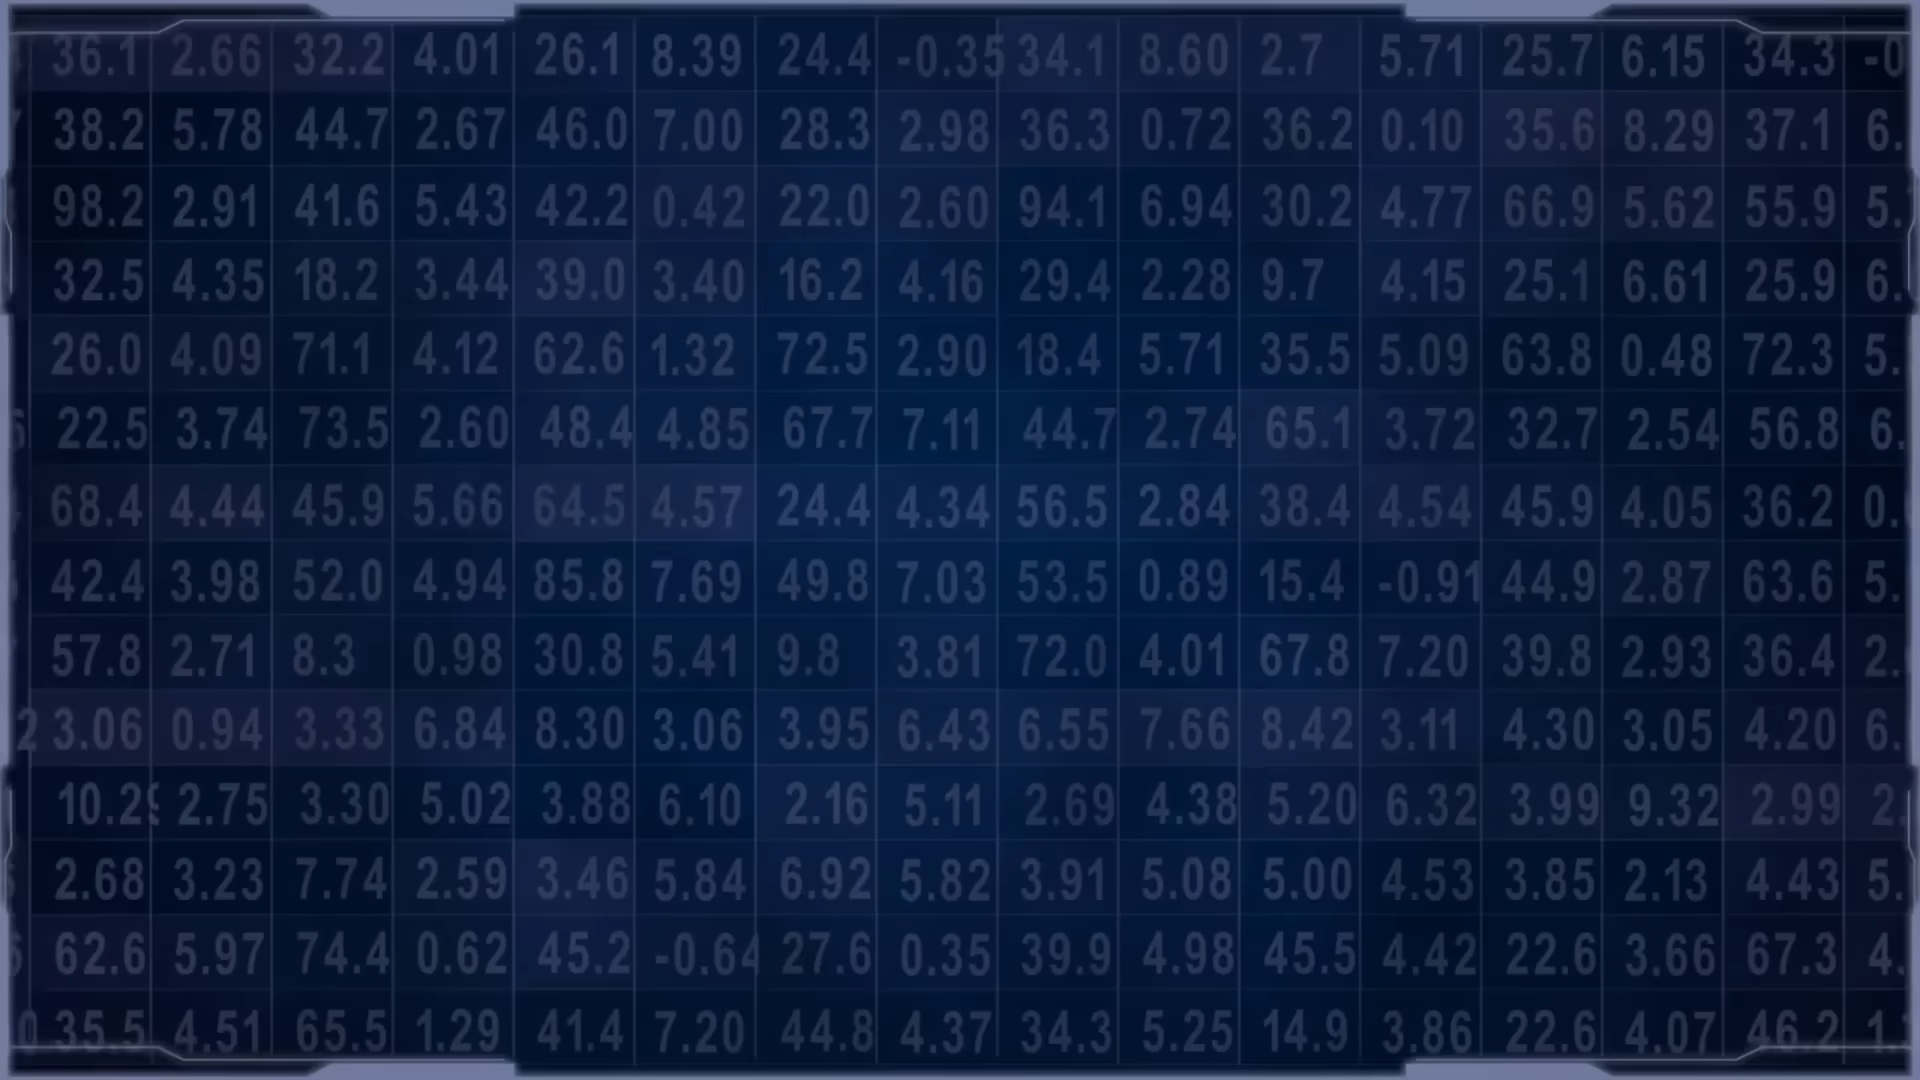 36.1 2.66 32.2 4.01 26.1 8.39 24.4 -0.35 34.1 8.60 2.7 5.71 25.7 6.15 34.3 -0
38.2 5.78 44.7 2.67 46.0 7.00 28.3 2.98 36.3 0.72 36.2 0.10 35.6 8.29 37.1 6.
98.2 2.91 41.6 5.43 42.2 0.42 22.0 2.60 94.1 6.94 30.2 4.77 66.9 5.62 55.9 5.
32.5 4.35 18.2 3.44 39.0 3.40 16.2 4.16 29.4 2.28 9.7 4.15 25.1 6.61 25.9 6.
26.0 4.09 71.1 4.12 62.6 1.32 72.5 2.90 18.4 5.71 35.5 5.09 63.8 0.48 72.3 5.
22.5 3.74 73.5 2.60 48.4 4.85 67.7 7.11 44.7 2.74 65.1 3.72 32.7 2.54 56.8 6.
68.4 4.44 45.9 5.66 64.5 4.57 24.4 4.34 56.5 2.84 38.4 4.54 45.9 4.05 36.2 0.
42.4 3.98 52.0 4.94 85.8 7.69 49.8 7.03 53.5 0.89 15.4 -0.91 44.9 2.87 63.6 5.
57.8 2.71 8.3 0.98 30.8 5.41 9.8 3.81 72.0 4.01 67.8 7.20 39.8 2.93 36.4 2.
2 3.06 0.94 3.33 6.84 8.30 3.06 3.95 6.43 6.55 7.66 8.42 3.11 4.30 3.05 4.20 6.
10.29 2.75 3.30 5.02 3.88 6.10 2.16 5.11 2.69 4.38 5.20 6.32 3.99 9.32 2.99 2.
2.68 3.23 7.74 2.59 3.46 5.84 6.92 5.82 3.91 5.08 5.00 4.53 3.85 2.13 4.43 5.
62.6 5.97 74.4 0.62 45.2 -0.64 27.6 0.35 39.9 4.98 45.5 4.42 22.6 3.66 67.3 4.
35.5 4.51 65.5 1.29 41.4 7.20 44.8 4.37 34.3 5.25 14.9 3.86 22.6 4.07 46.2 1.